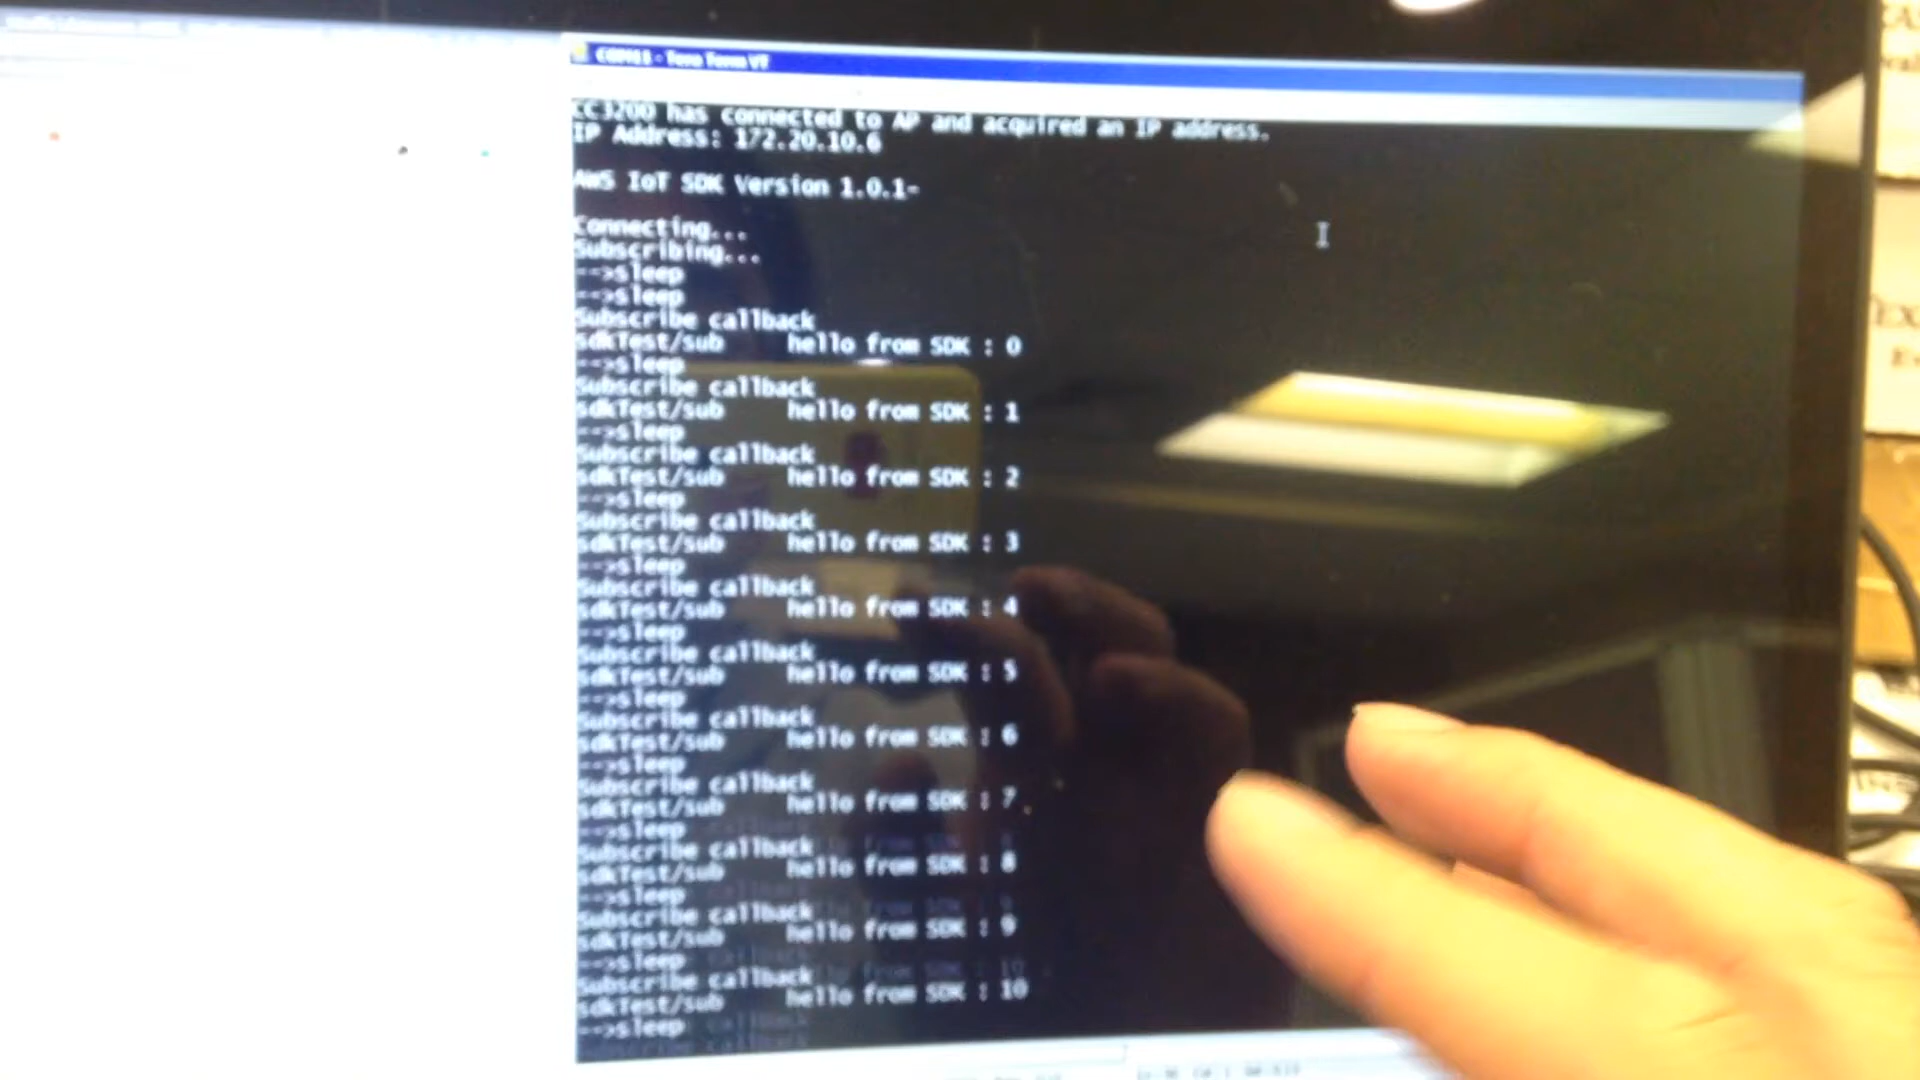 Tera Term VT
CC3200 has connected to AP and acquired an IP address.
IP Address: 172.20.10.6
AWS IoT SDK Version 1.0.1-
Connecting...
Subscribing...
-->sleep
-->sleep
Subscribe callback
sdkTest/sub hello from SDK : 0
-->sleep
Subscribe callback
sdkTest/sub hello from SDK : 1
-->sleep
Subscribe callback
sdkTest/sub hello from SDK : 2
-->sleep
Subscribe callback
sdkTest/sub hello from SDK : 3
-->sleep
Subscribe callback
sdkTest/sub hello from SDK : 4
-->sleep
Subscribe callback
sdkTest/sub hello from SDK : 5
-->sleep
Subscribe callback
sdkTest/sub hello from SDK : 6
-->sleep
Subscribe callback
sdkTest/sub hello from SDK : 7
-->sleep
Subscribe callback
sdkTest/sub hello from SDK : 8
-->sleep
Subscribe callback
sdkTest/sub hello from SDK : 9
-->sleep
Subscribe callback
sdkTest/sub hello from SDK : 10
-->sleep